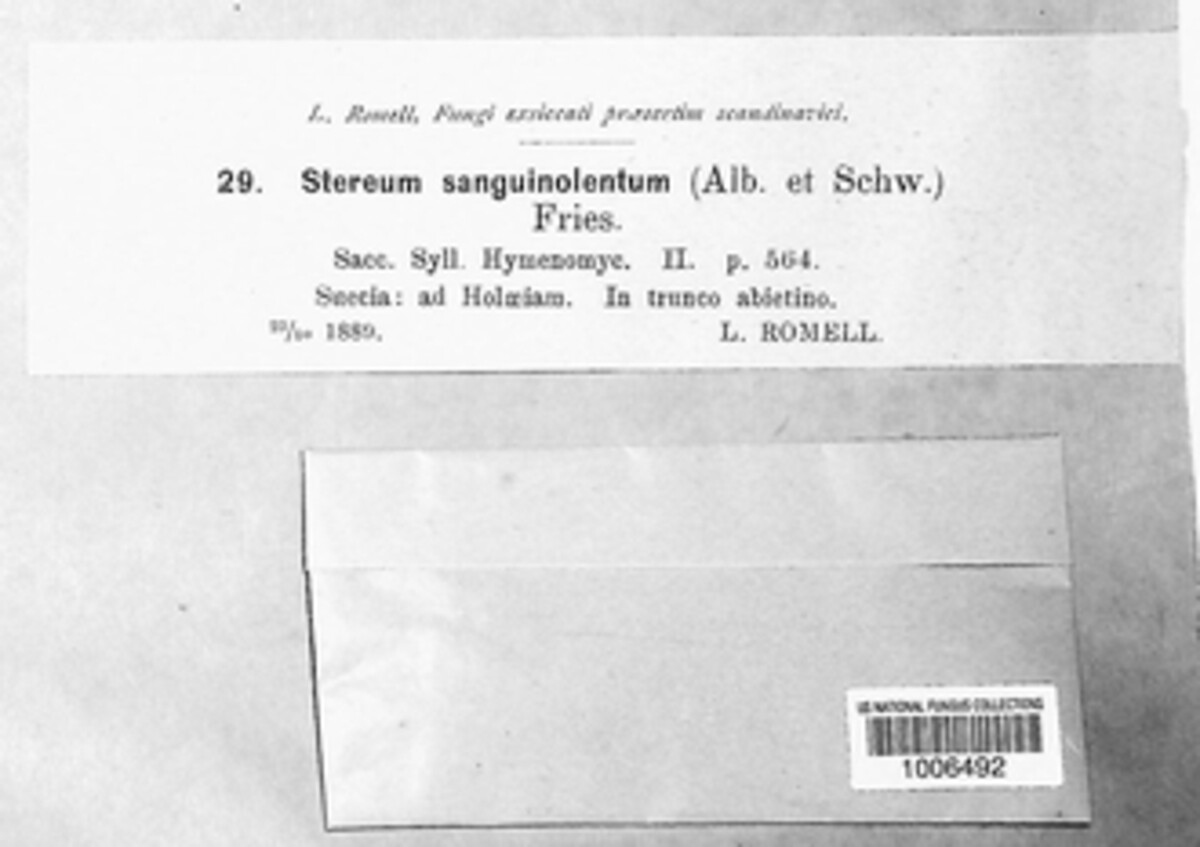 L. Romell, Fungi exsiccati præsertim scandinavici.
29. Stereum sanguinolentum (Alb. et Schw.)
Fries.
Sacc. Syll. Hymenomyc. II. p. 564.
Suecia: ad Holmiam. In trunco abietino.
1889. L. ROMELL.
US NATIONAL FUNGUS COLLECTIONS
1006492